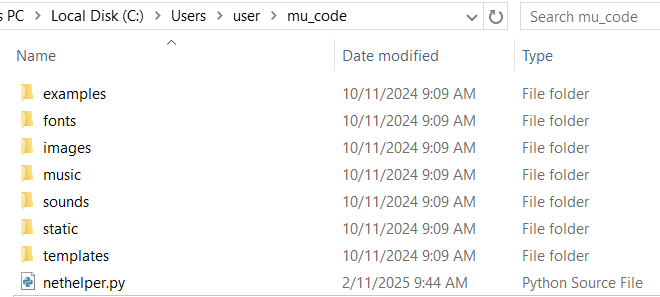 s PC > Local Disk (C:) > Users > user > mu_code Search mu_code
Name Date modified Type
examples 10/11/2024 9:09 AM File folder
fonts 10/11/2024 9:09 AM File folder
images 10/11/2024 9:09 AM File folder
music 10/11/2024 9:09 AM File folder
sounds 10/11/2024 9:09 AM File folder
static 10/11/2024 9:09 AM File folder
templates 10/11/2024 9:09 AM File folder
nethelper.py 2/11/2025 9:44 AM Python Source File